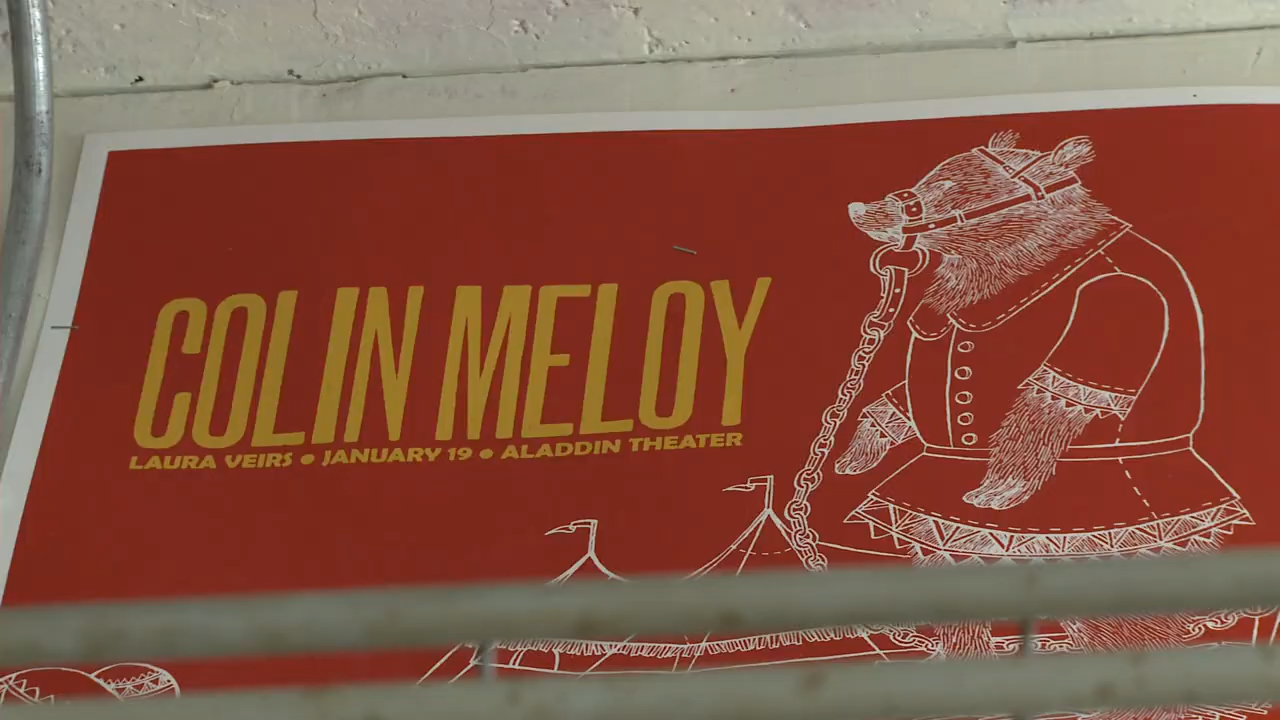 COLIN MELOY
LAURA VEIRS • JANUARY 19 • ALADDIN THEATER